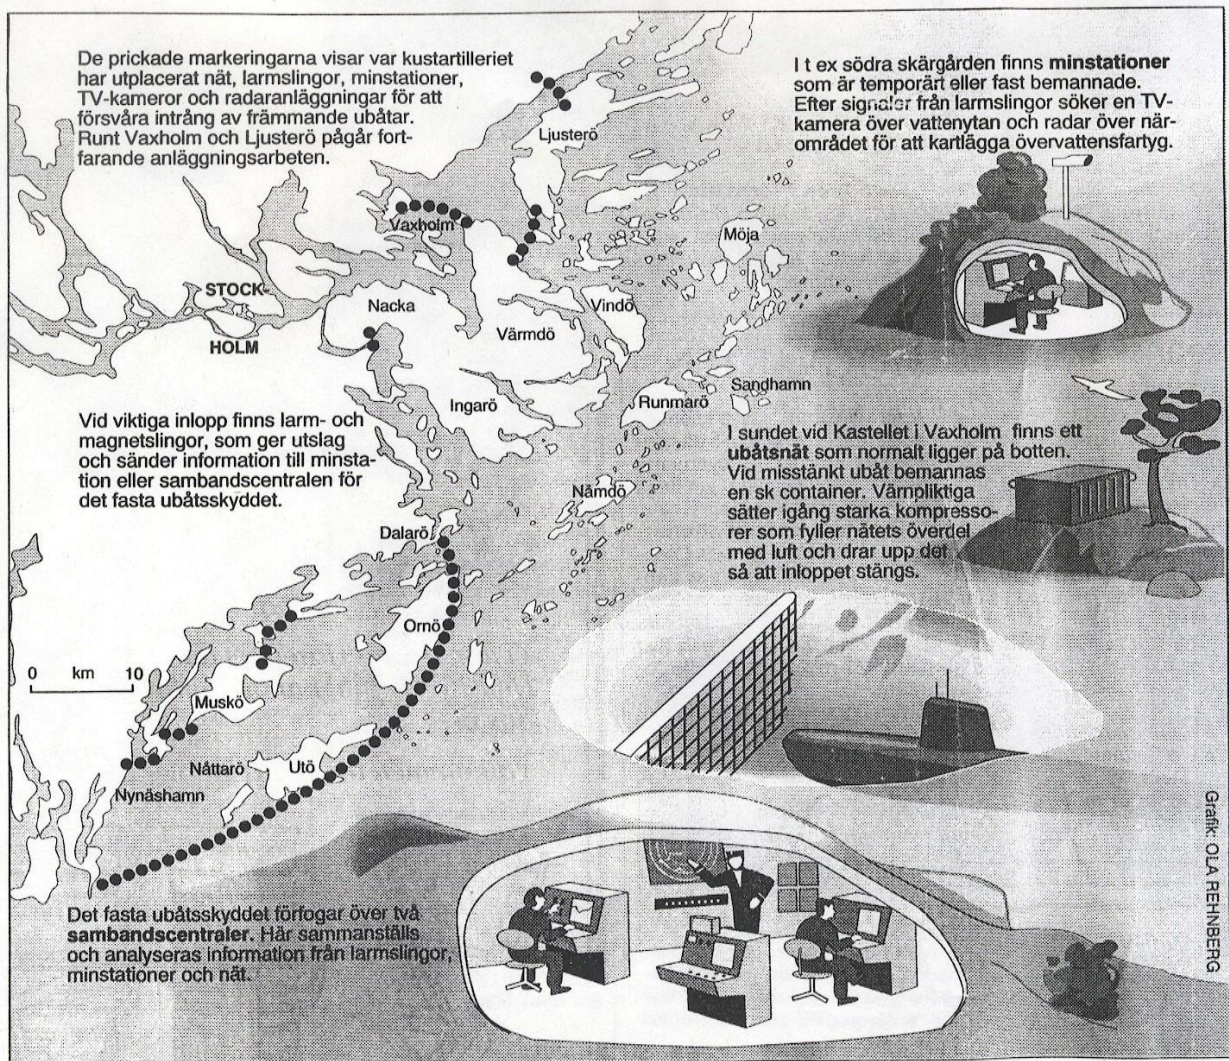 De prickade markeringarna visar var kustartilleriet
har utplacerat nät, larmslingor, minstationer,
TV-kameror och radaranläggningar för att
försvåra intrång av främmande ubåtar.
Runt Vaxholm och Ljusterö pågår fort-
farande anläggningsarbeten.
I t ex södra skärgården finns minstationer
som är temporärt eller fast bemannade.
Efter signaler från larmslingor söker en TV-
kamera över vattenytan och radar över när-
området för att kartlägga övervattensfartyg.
Ljusterö
Vaxholm
Möja
STOCK-
HOLM
Nacka
Vindö
Värmdö
Sandhamn
Runmarö
Ingarö
Vid viktiga inlopp finns larm- och
magnetslingor, som ger utslag
och sänder information till minsta-
tion eller sambandscentralen för
det fasta ubåtsskyddet.
I sundet vid Kastellet i Vaxholm finns ett
ubåtsnät som normalt ligger på botten.
Vid misstänkt ubåt bemannas
en sk container. Värnpliktiga
sätter igång starka kompresso-
rer som fyller nätets överdel
med luft och drar upp det
så att inloppet stängs.
Nämdö
Dalarö
Ornö
0 km 10
Muskö
Nåttarö
Utö
Nynäshamn
Det fasta ubåtsskyddet förfogar över två
sambandscentraler. Här sammanställs
och analyseras information från larmslingor,
minstationer och nät.
Grafik: OLA REHNBERG